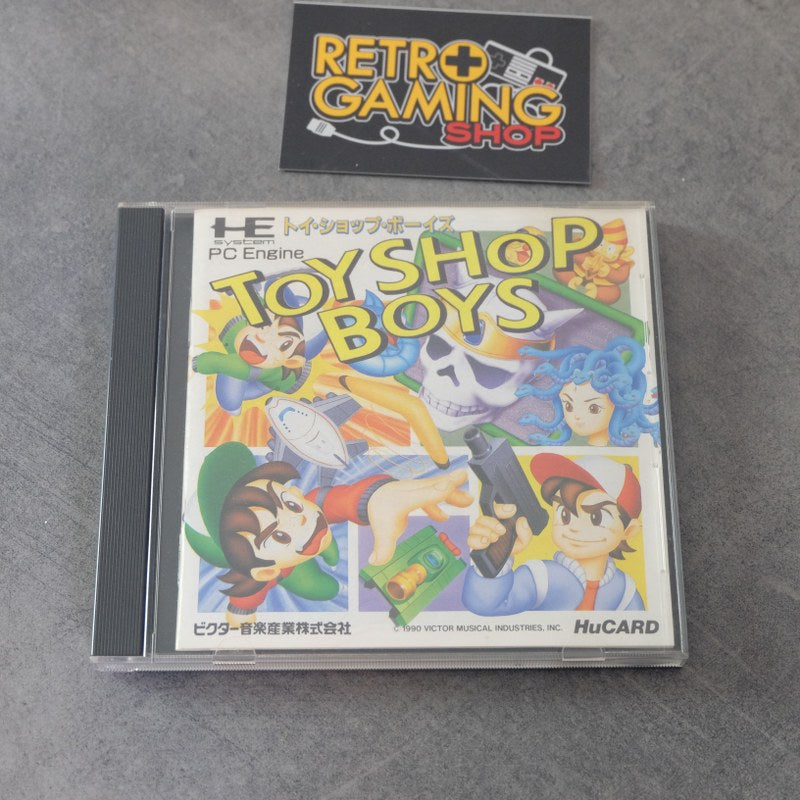 RETRO
GAMING
SHOP
HE
system
PC Engine
トイ・ショップ・ボーイズ
TOY SHOP
BOYS
ビクター音楽産業株式会社
© 1990 VICTOR MUSICAL INDUSTRIES, INC.
HuCARD